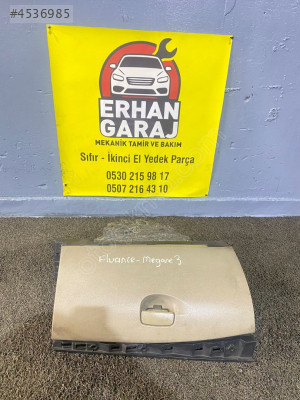 #4536985
ERHAN
GARAJ
MEKANİK TAMİR VE BAKIM
Sıfır - İkinci El Yedek Parça
0530 215 98 17
0507 216 43 10
Fluance - Megane 3